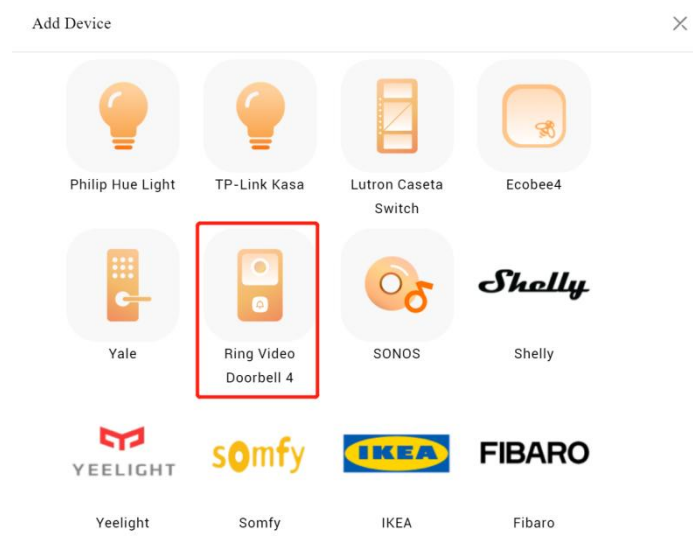 Add Device
Philip Hue Light
TP-Link Kasa
Lutron Caseta
Switch
Ecobee4
Yale
Ring Video
Doorbell 4
SONOS
Shelly
Shelly
YEELIGHT
somfy
IKEA
FIBARO
Yeelight
Somfy
IKEA
Fibaro